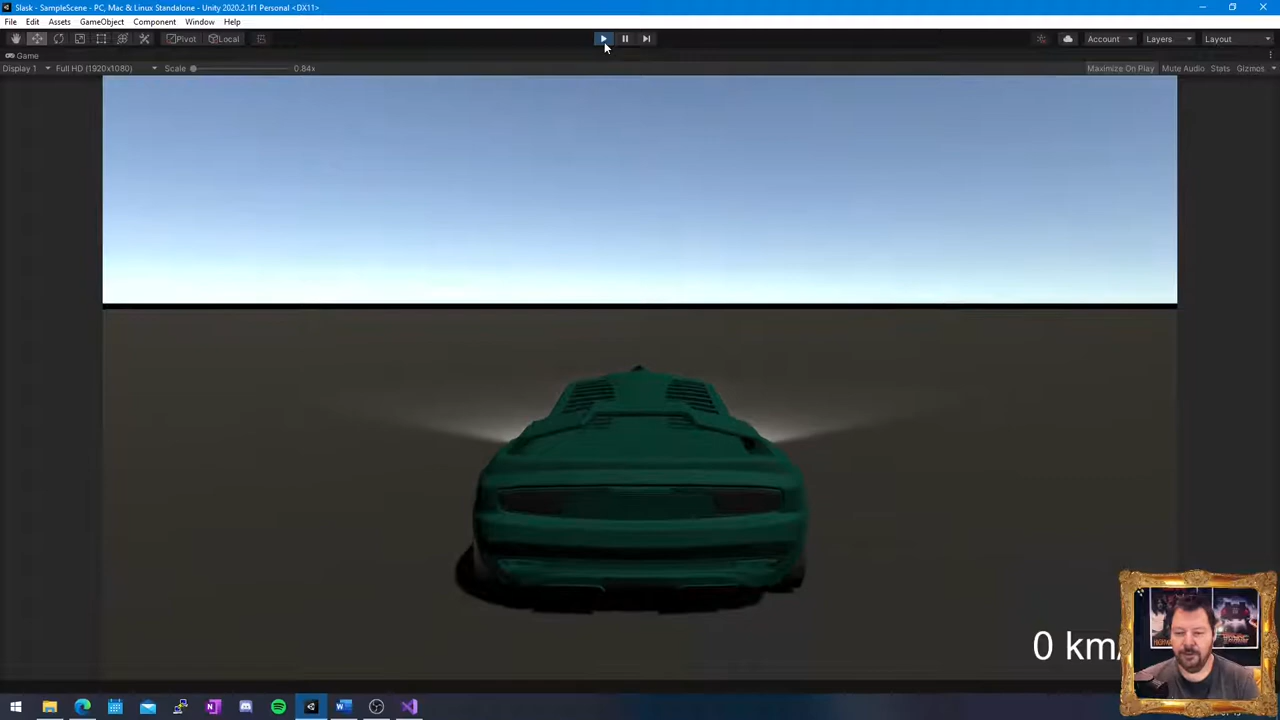 Slask - SampleScene - PC, Mac & Linux Standalone - Unity 2020.2.1f1 Personal <DX11>
File Edit Assets GameObject Component Window Help
Pivot Local Account Layers Layout
Game
Display 1 Full HD (1920x1080) Scale 0.84x Maximize On Play Mute Audio Stats Gizmos
0 km/